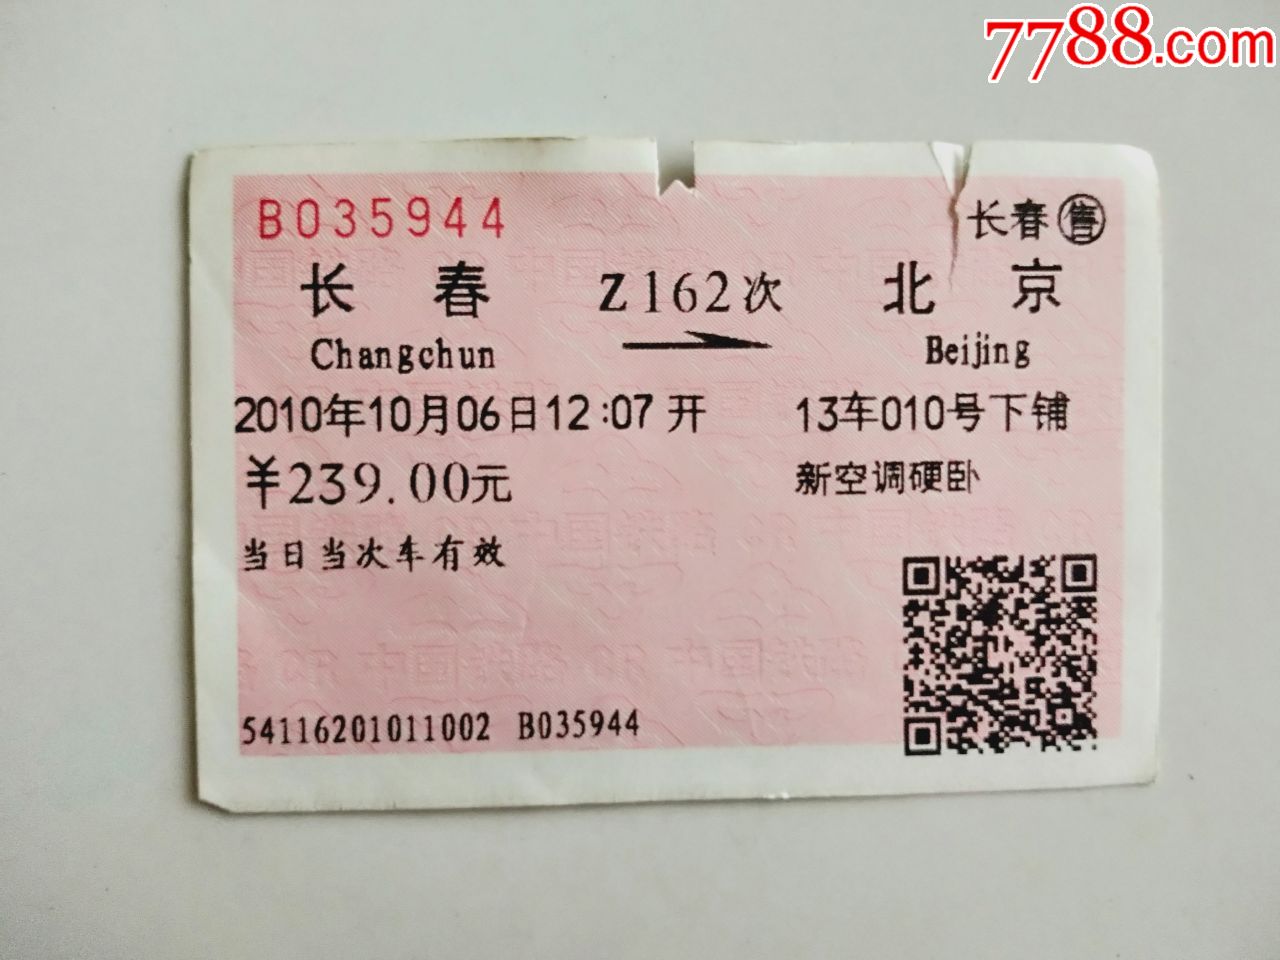 7788.com
B035944
长春售
长春 Z162次 北京
Changchun Beijing
2010年10月06日12:07开 13车010号下铺
¥239.00元 新空调硬卧
当日当次车有效
54116201011002 B035944